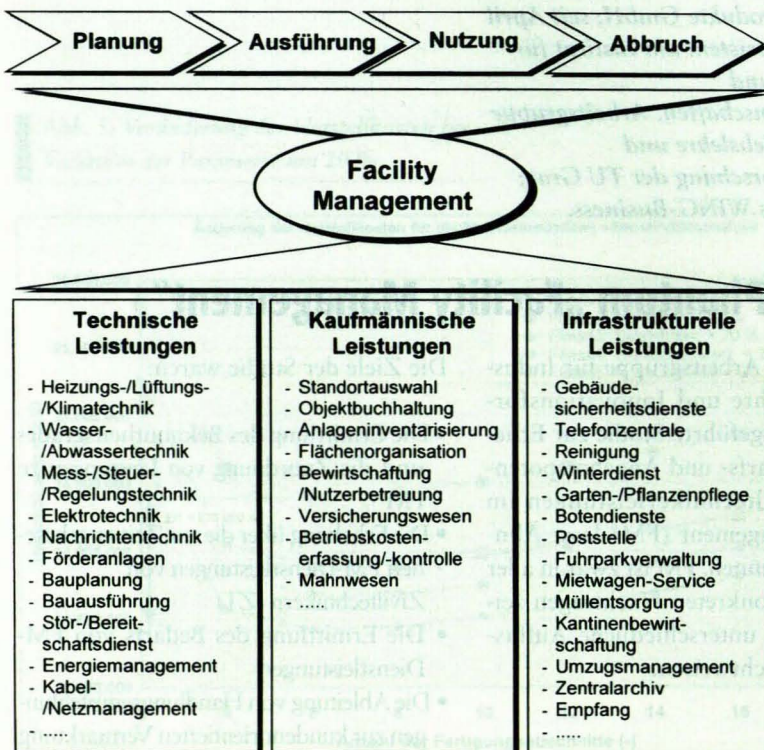 Planung
Ausführung
Nutzung
Abbruch
Facility
Management
Technische
Leistungen
- Heizungs-/Lüftungs-
/Klimatechnik
- Wasser-
/Abwassertechnik
- Mess-/Steuer-
/Regelungstechnik
- Elektrotechnik
- Nachrichtentechnik
- Förderanlagen
- Bauplanung
- Bauausführung
- Stör-/Bereit-
schaftsdienst
- Energiemanagement
- Kabel-
/Netzmanagement
- .....
Kaufmännische
Leistungen
- Standortauswahl
- Objektbuchhaltung
- Anlageninventarisierung
- Flächenorganisation
- Bewirtschaftung
/Nutzerbetreuung
- Versicherungswesen
- Betriebskosten-
erfassung/-kontrolle
- Mahnwesen
- .....
Infrastrukturelle
Leistungen
- Gebäude-
sicherheitsdienste
- Telefonzentrale
- Reinigung
- Winterdienst
- Garten-/Pflanzenpflege
- Botendienste
- Poststelle
- Fuhrparkverwaltung
- Mietwagen-Service
- Müllentsorgung
- Kantinenbewirt-
schaftung
- Umzugsmanagement
- Zentralarchiv
- Empfang
- .....